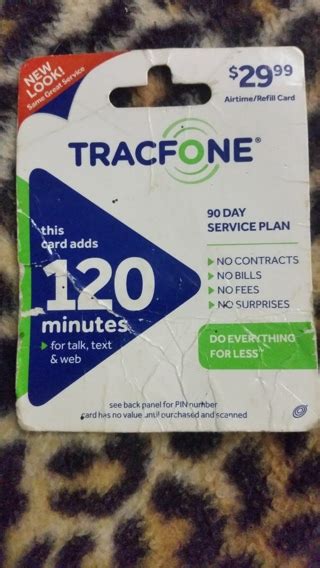 NEW
LOOK!
Same Great Service
$29.99
Airtime/Refill Card
TRACFONE®
this
card adds
120
minutes
for talk, text
& web
90 DAY
SERVICE PLAN
NO CONTRACTS
NO BILLS
NO FEES
NO SURPRISES
DO EVERYTHING
FOR LESS
see back panel for PIN number
card has no value until purchased and scanned